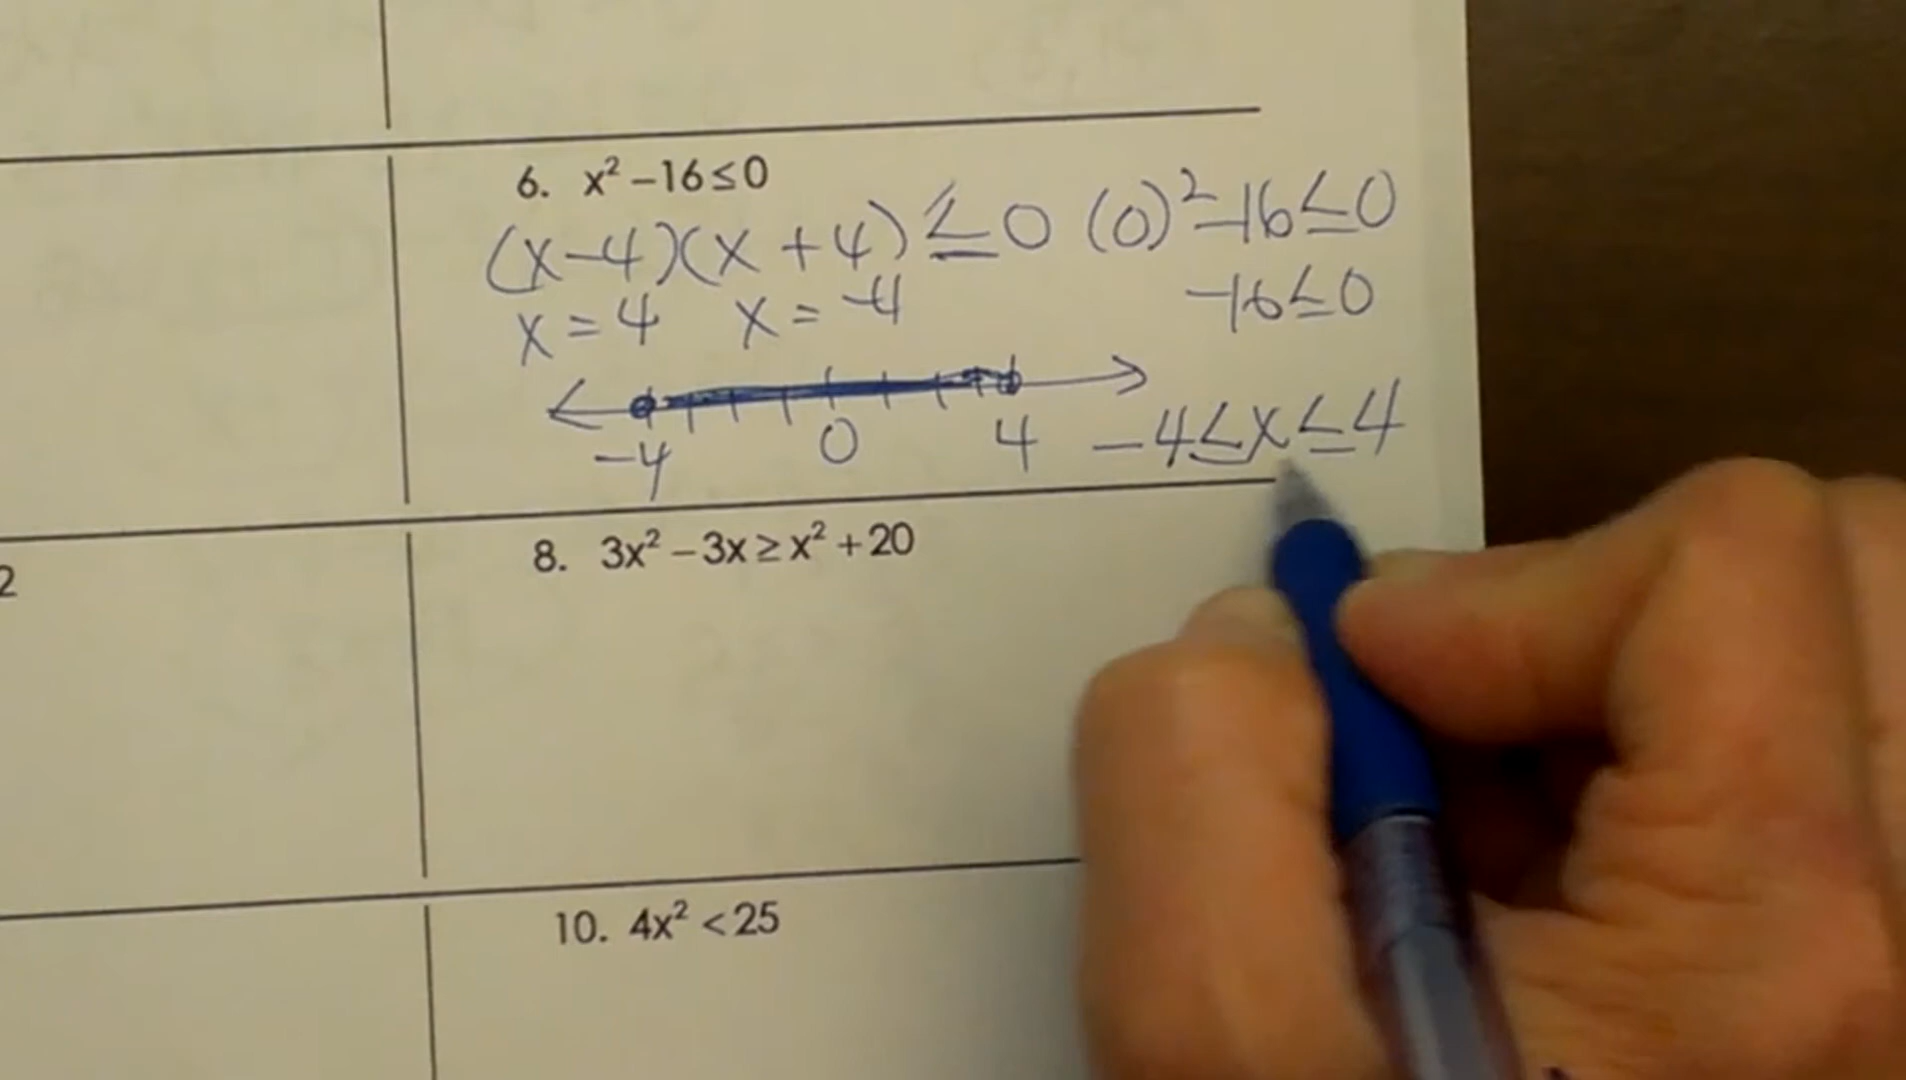 6. x² – 16 ≤ 0
(x – 4)(x + 4) ≤ 0 (0)² – 16 ≤ 0
x = 4 x = -4 -16 ≤ 0
-4 0 4 -4 ≤ x ≤ 4
2
8. 3x² – 3x ≥ x² + 20
10. 4x² < 25